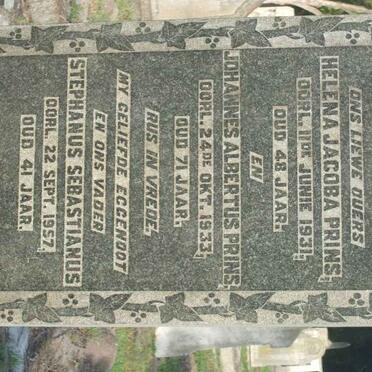 ONS LIEWE OUERS
HELENA JACOBA PRINS,
OORL. 11DE JUNIE 1931,
OUD 48 JAAR.
EN
JOHANNES ALBERTUS PRINS,
OORL. 24DE OKT. 1953,
OUD 71 JAAR,
RUS IN VREDE.
MY GELIEFDE EGGENOOT
EN ONS VADER
STEPHANUS SEBASTIANUS
OORL. 22 SEPT. 1957
OUD 41 JAAR.